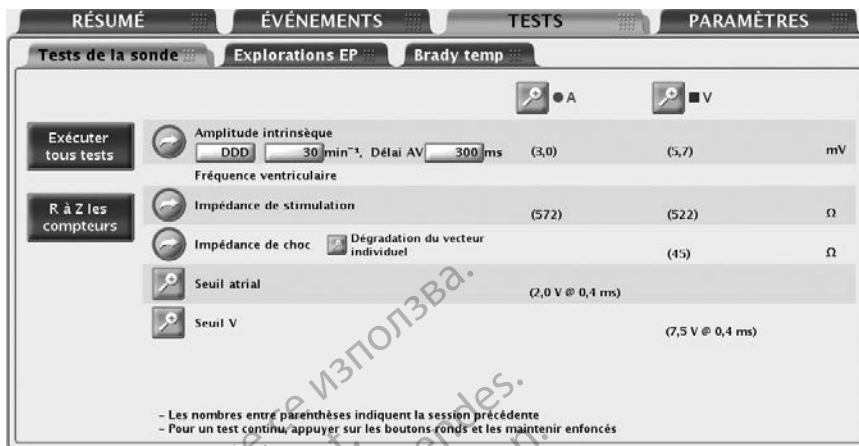 RÉSUMÉ ÉVÉNEMENTS TESTS PARAMÈTRES
Tests de la sonde Explorations EP Brady temp
A V
Exécuter tous tests
Amplitude intrinsèque
DDD 30 min⁻¹, Délai AV 300 ms (3,0) (5,7) mV
Fréquence ventriculaire
R à Z les compteurs
Impédance de stimulation (572) (522) Ω
Impédance de choc Dégradation du vecteur individuel (45) Ω
Seuil atrial (2,0 V @ 0,4 ms)
Seuil V (7,5 V @ 0,4 ms)
- Les nombres entre parenthèses indiquent la session précédente
- Pour un test continu, appuyer sur les boutons ronds et les maintenir enfoncés
се използва.